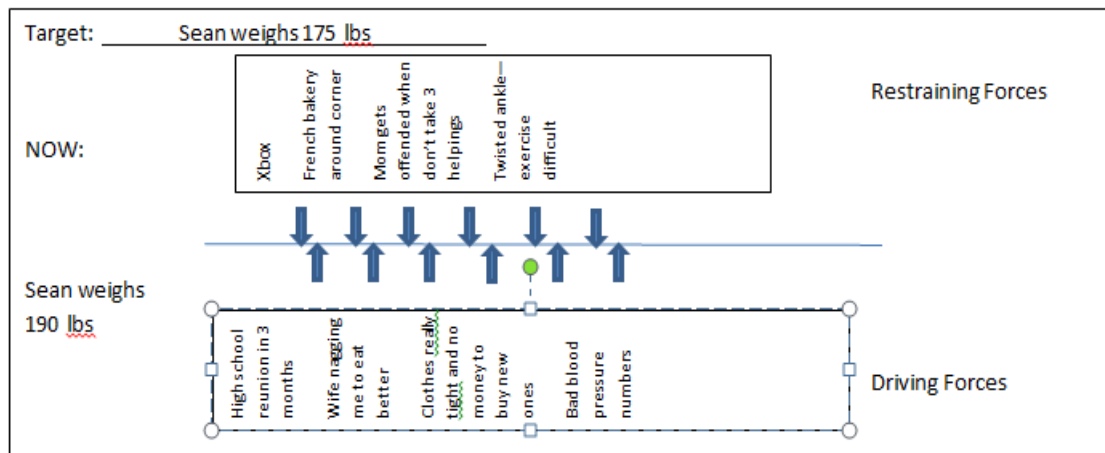 Target: Sean weighs 175 lbs
Restraining Forces
NOW:
Xbox
French bakery
around corner
Mom gets
offended when
don't take 3
helpings
Twisted ankle—
exercise
difficult
Sean weighs
190 lbs
High school
reunion in 3
months
Wife nagging
me to eat
better
Clothes really
tight and no
money to
buy new
ones
Bad blood
pressure
numbers
Driving Forces